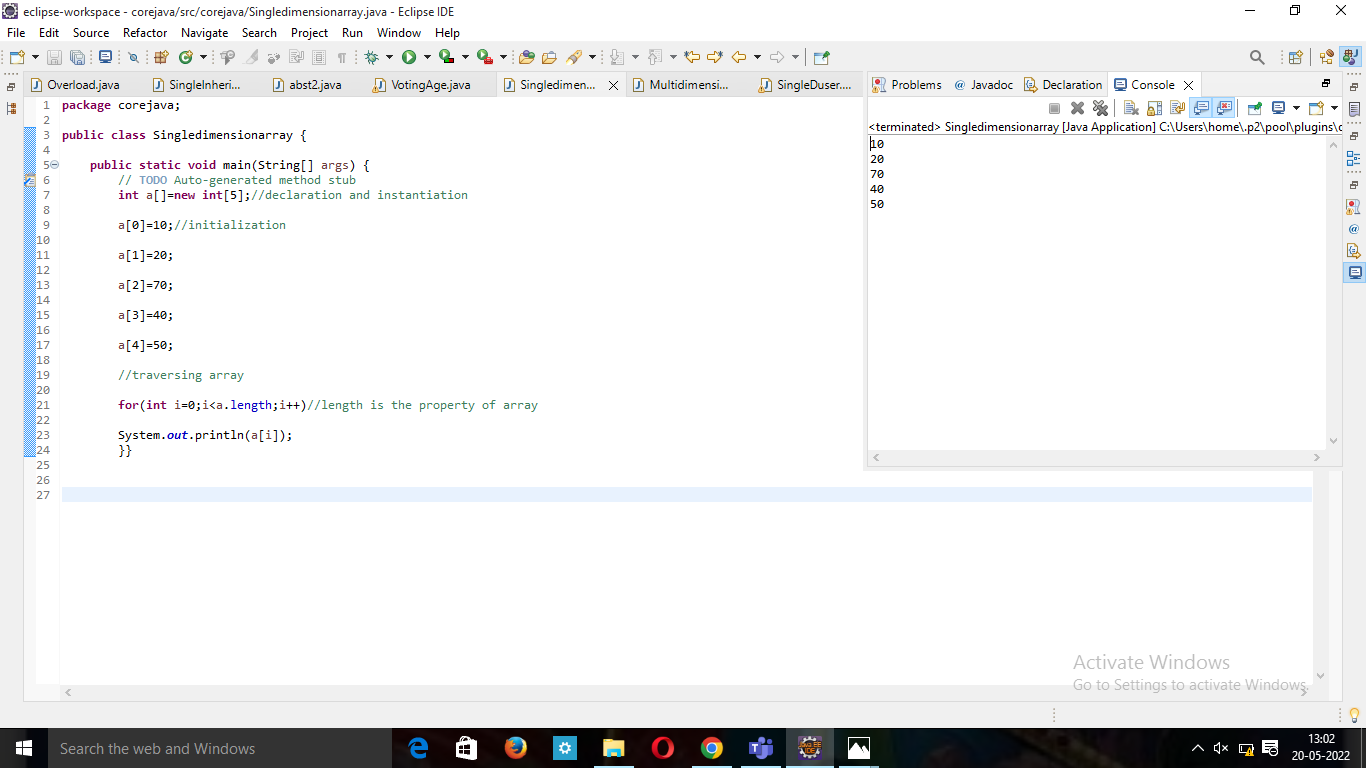 eclipse-workspace - corejava/src/corejava/Singledimensionarray.java - Eclipse IDE
File Edit Source Refactor Navigate Search Project Run Window Help
Overload.java SingleInheri... abst2.java VotingAge.java Singledimen... Multidimensi... SingleDuser....
1 package corejava;
2
3 public class Singledimensionarray {
4
5 public static void main(String[] args) {
6 // TODO Auto-generated method stub
7 int a[]=new int[5];//declaration and instantiation
8
9 a[0]=10;//initialization
10
11 a[1]=20;
12
13 a[2]=70;
14
15 a[3]=40;
16
17 a[4]=50;
18
19 //traversing array
20
21 for(int i=0;i<a.length;i++)//length is the property of array
22
23 System.out.println(a[i]);
24 }}
25
26
27
Problems @ Javadoc Declaration Console
<terminated> Singledimensionarray [Java Application] C:\Users\home\.p2\pool\plugins\
10
20
70
40
50
Activate Windows
Go to Settings to activate Windows.
Search the web and Windows
13:02
20-05-2022